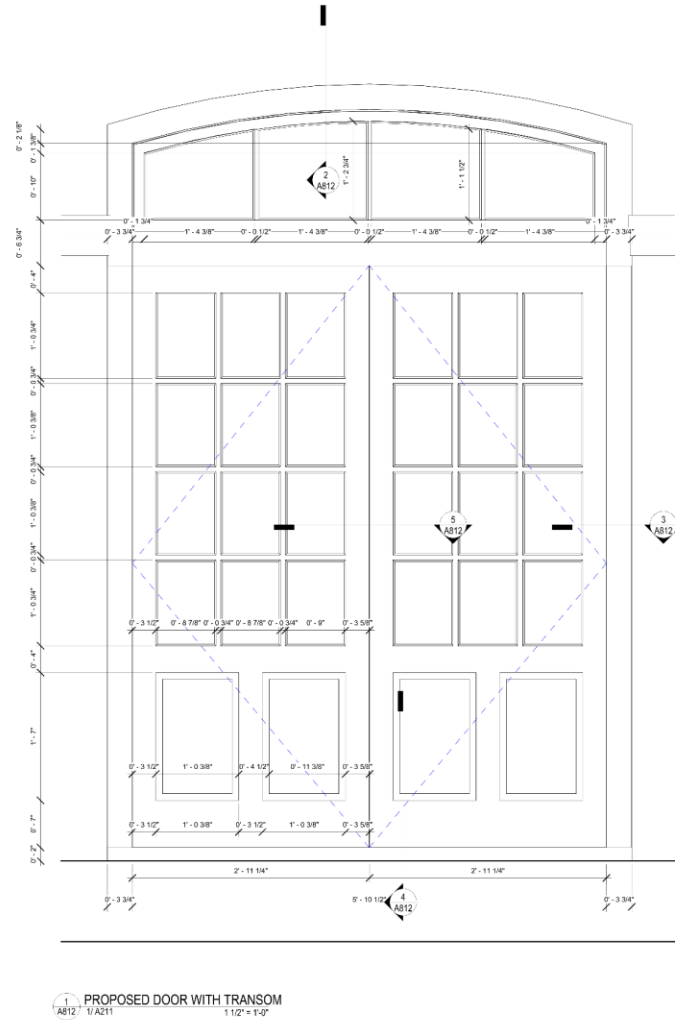 0' - 2 1/8"
0' - 1 3/8"
0' - 10"
0' - 6 3/4"
0' - 4"
1' - 0 3/4"
0' - 0 3/4"
1' - 0 3/8"
0' - 0 3/4"
1' - 0 3/8"
0' - 0 3/4"
1' - 0 3/4"
0' - 4"
1' - 7"
0' - 7"
0' - 2"
2
A812
1' - 2 3/4"
1' - 1 1/2"
0' - 1 3/4"
0' - 1 3/4"
0' - 3 3/4"
1' - 4 3/8"
0' - 0 1/2"
1' - 4 3/8"
0' - 0 1/2"
1' - 4 3/8"
0' - 0 1/2"
1' - 4 3/8"
0' - 3 3/4"
5
A812
3
A812
0' - 3 1/2"
0' - 8 7/8"
0' - 0 3/4"
0' - 8 7/8"
0' - 0 3/4"
0' - 9"
0' - 3 5/8"
0' - 3 1/2"
1' - 0 3/8"
0' - 4 1/2"
0' - 11 3/8"
0' - 3 5/8"
0' - 3 1/2"
1' - 0 3/8"
0' - 3 1/2"
1' - 0 3/8"
0' - 3 5/8"
2' - 11 1/4"
2' - 11 1/4"
0' - 3 3/4"
5' - 10 1/2"
4
A812
0' - 3 3/4"
1
A812
PROPOSED DOOR WITH TRANSOM
1/ A211
1 1/2" = 1'-0"